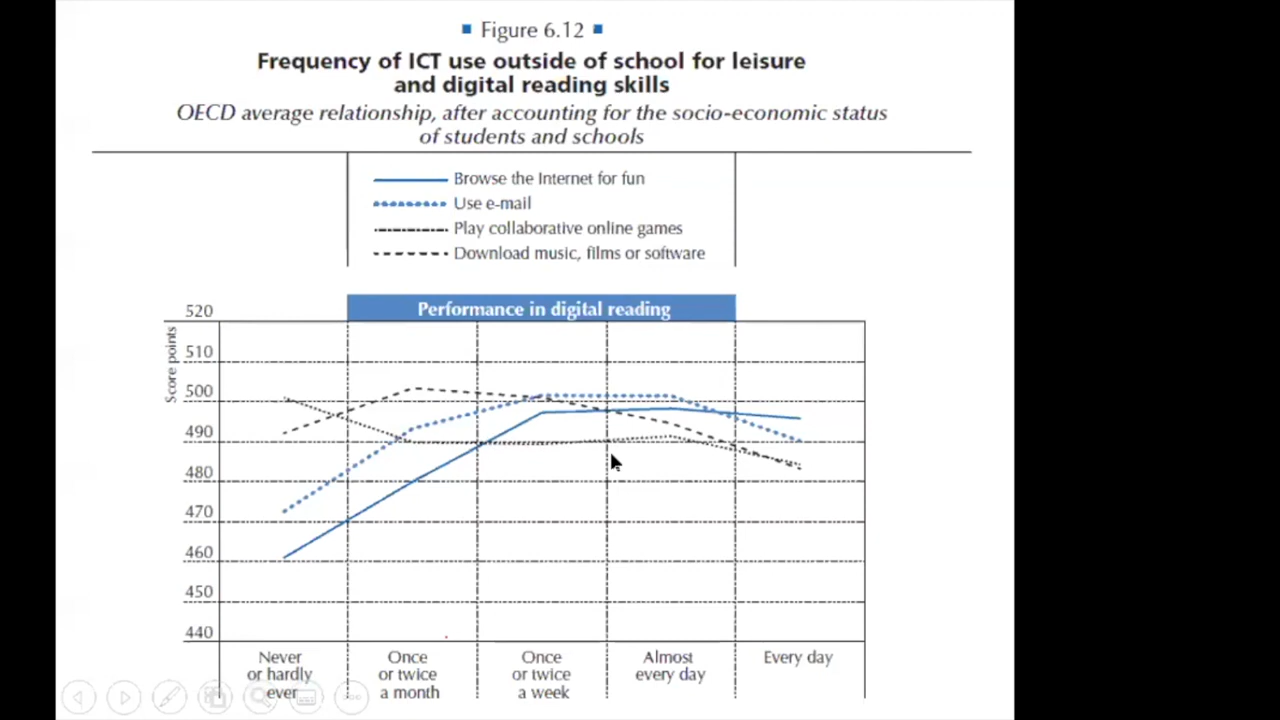 Figure 6.12
Frequency of ICT use outside of school for leisure
and digital reading skills
OECD average relationship, after accounting for the socio-economic status
of students and schools
Browse the Internet for fun
Use e-mail
Play collaborative online games
Download music, films or software
Performance in digital reading
Score points
520
510
500
490
480
470
460
450
440
Never
or hardly
ever
Once
or twice
a month
Once
or twice
a week
Almost
every day
Every day